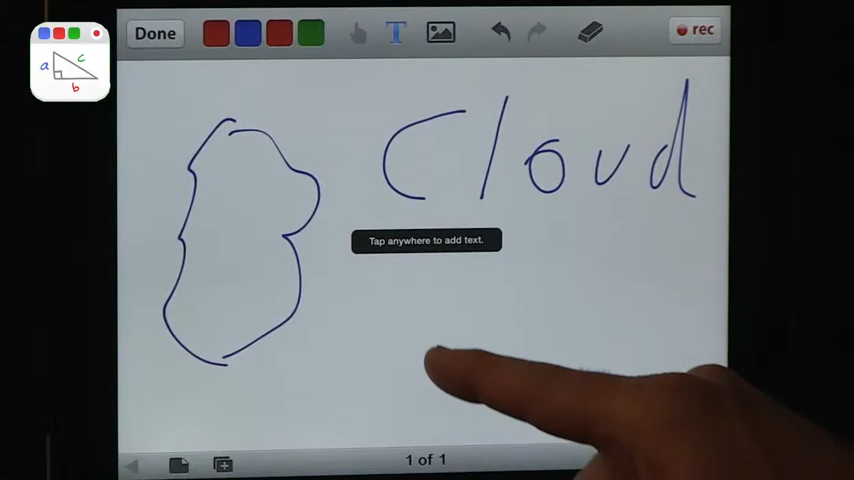 Done
T
rec
a
c
b
Cloud
Tap anywhere to add text.
1 of 1